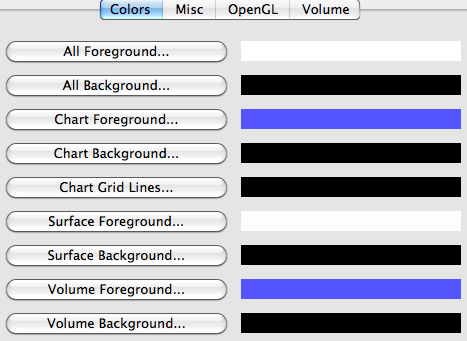 Colors Misc OpenGL Volume
All Foreground...
All Background...
Chart Foreground...
Chart Background...
Chart Grid Lines...
Surface Foreground...
Surface Background...
Volume Foreground...
Volume Background...